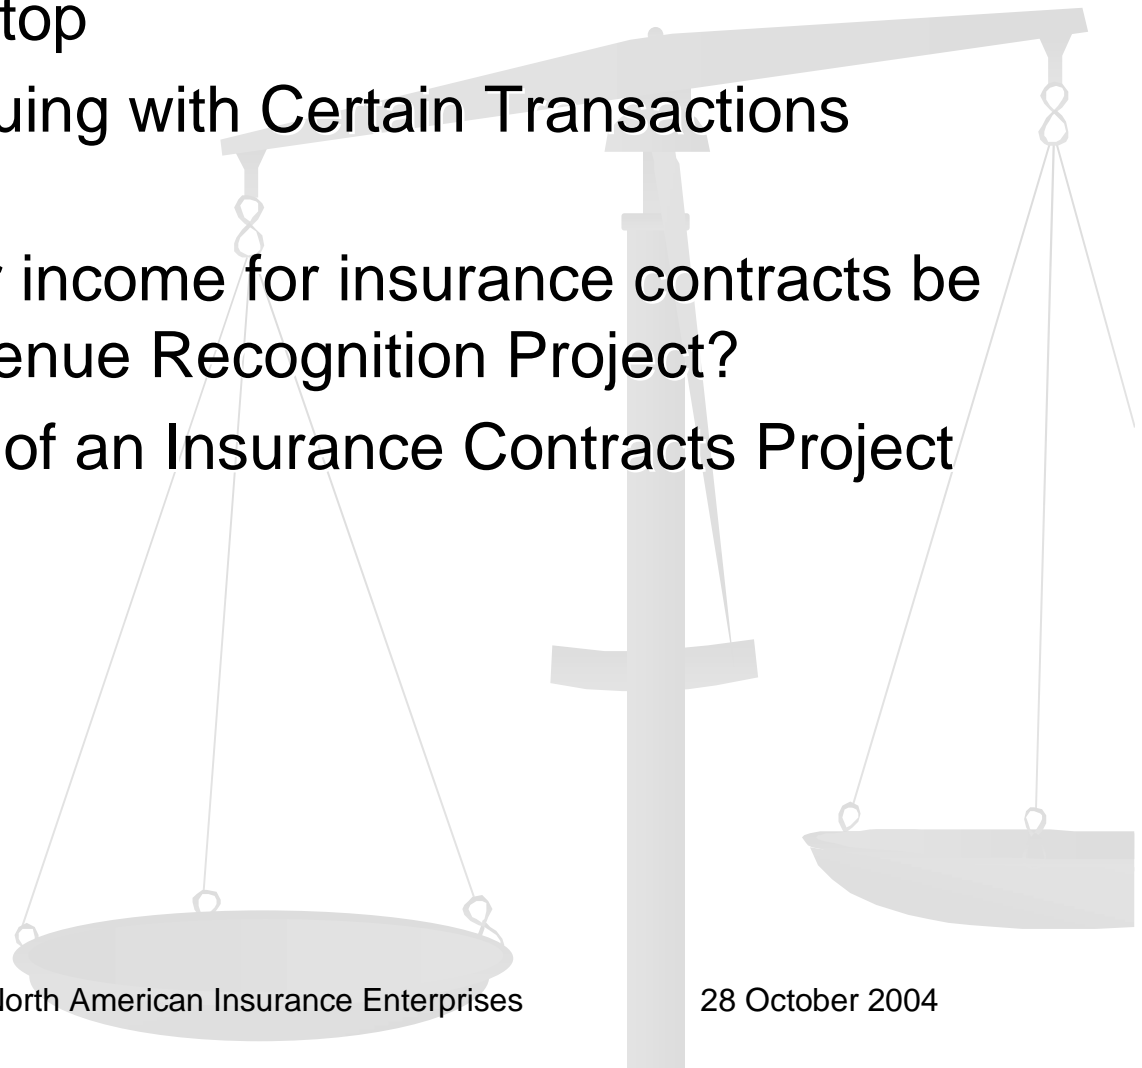 top
uing with Certain Transactions
r income for insurance contracts be
enue Recognition Project?
of an Insurance Contracts Project
North American Insurance Enterprises 28 October 2004